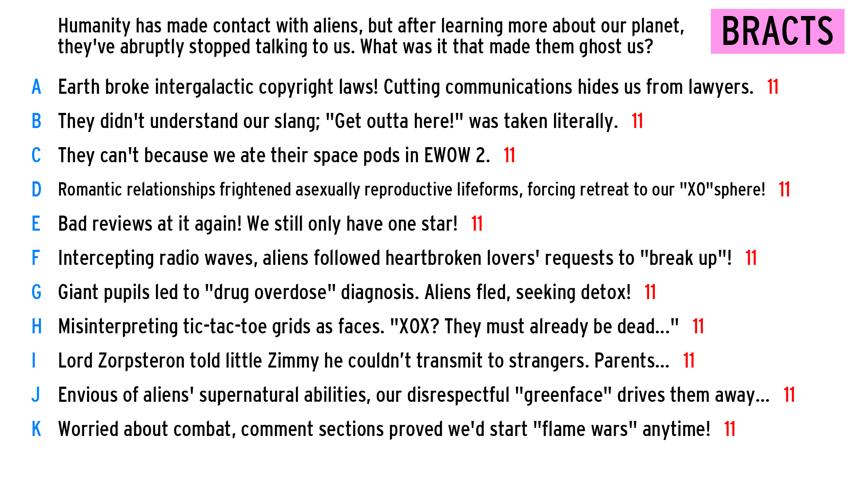 Humanity has made contact with aliens, but after learning more about our planet,
they've abruptly stopped talking to us. What was it that made them ghost us?
BRACTS
A Earth broke intergalactic copyright laws! Cutting communications hides us from lawyers. 11
B They didn't understand our slang; "Get outta here!" was taken literally. 11
C They can't because we ate their space pods in EWOW 2. 11
D Romantic relationships frightened asexually reproductive lifeforms, forcing retreat to our "XO"sphere! 11
E Bad reviews at it again! We still only have one star! 11
F Intercepting radio waves, aliens followed heartbroken lovers' requests to "break up"! 11
G Giant pupils led to "drug overdose" diagnosis. Aliens fled, seeking detox! 11
H Misinterpreting tic-tac-toe grids as faces. "XOX? They must already be dead..." 11
I Lord Zorpsteron told little Zimmy he couldn’t transmit to strangers. Parents... 11
J Envious of aliens' supernatural abilities, our disrespectful "greenface" drives them away... 11
K Worried about combat, comment sections proved we'd start "flame wars" anytime! 11